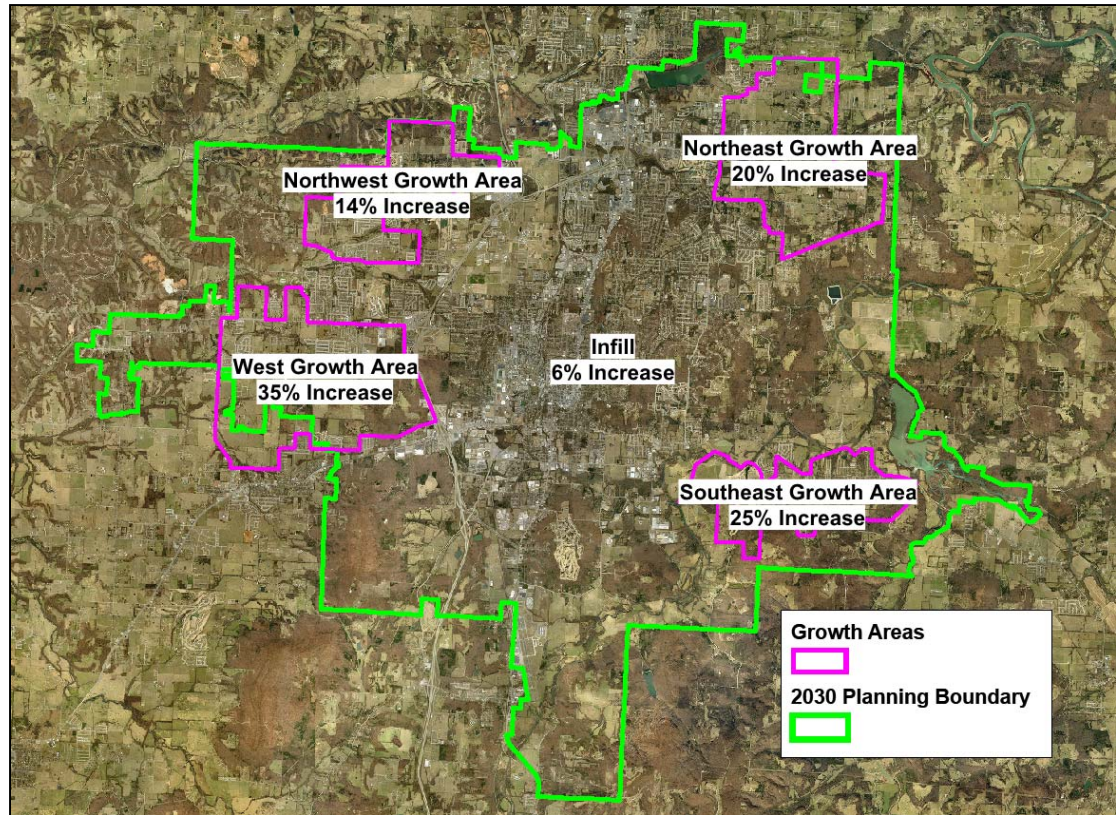 Northeast Growth Area
20% Increase
Northwest Growth Area
14% Increase
Infill
6% Increase
West Growth Area
35% Increase
Southeast Growth Area
25% Increase
Growth Areas
2030 Planning Boundary